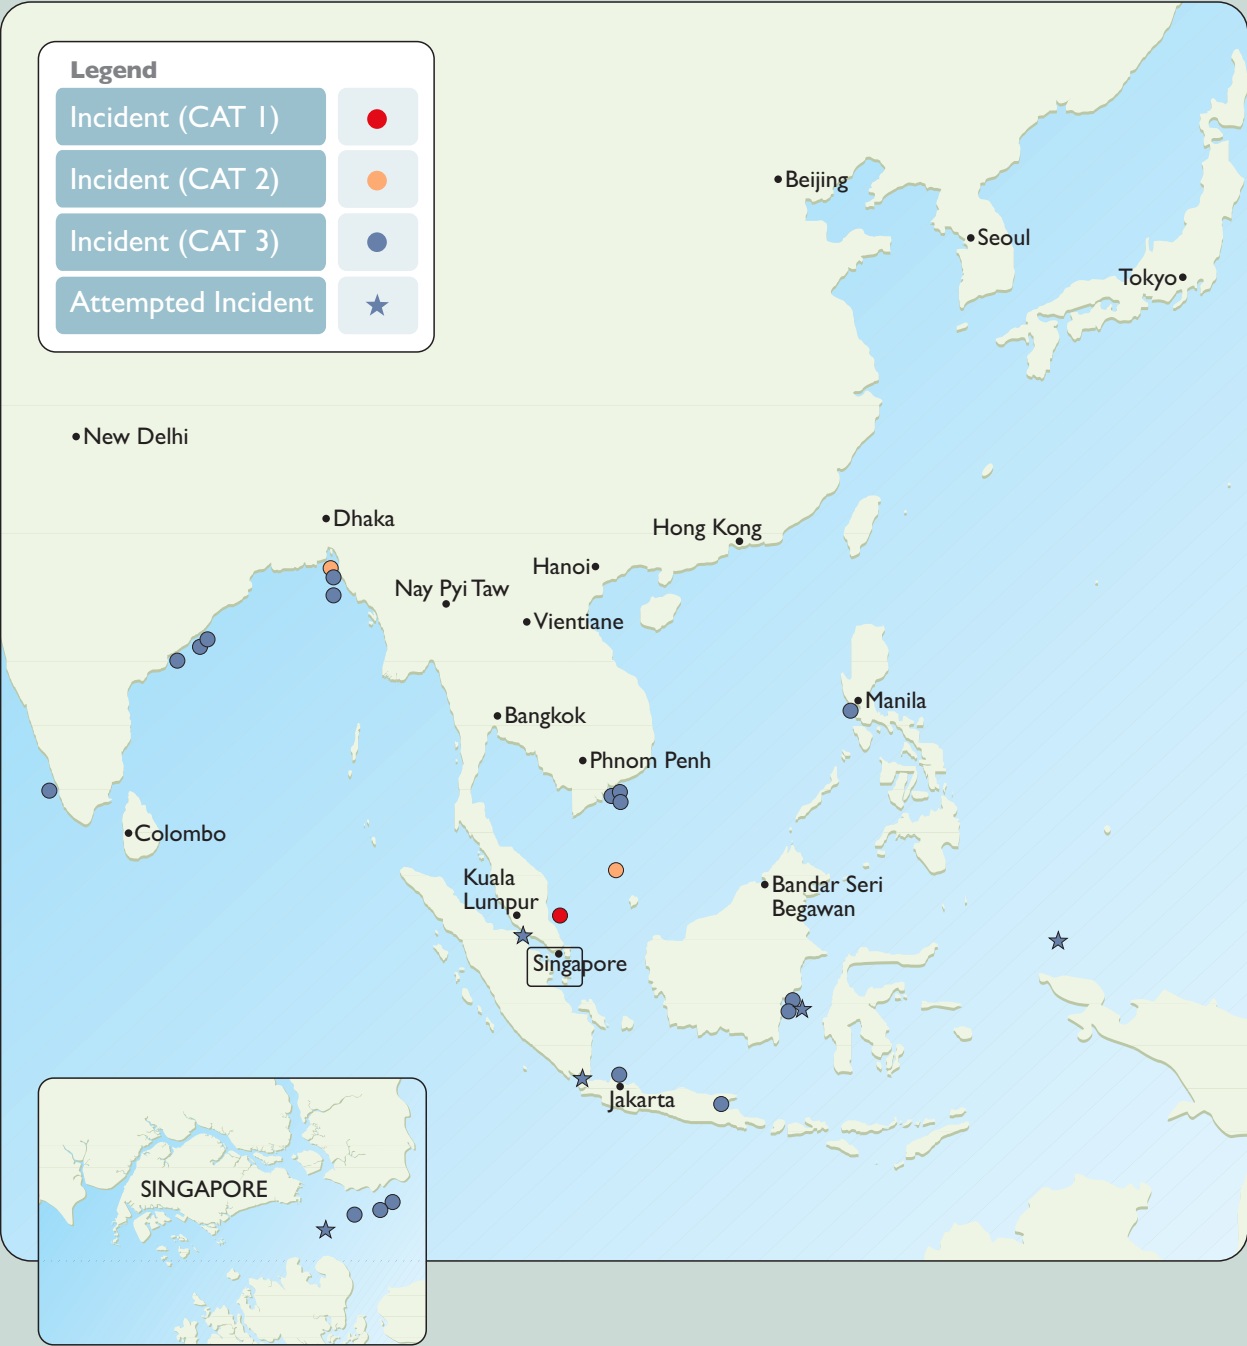 Legend
Incident (CAT 1)
Incident (CAT 2)
Incident (CAT 3)
Attempted Incident
Beijing
Seoul
Tokyo
New Delhi
Dhaka
Hong Kong
Hanoi
Nay Pyi Taw
Vientiane
Manila
Bangkok
Phnom Penh
Colombo
Kuala
Lumpur
Bandar Seri
Begawan
Singapore
Jakarta
SINGAPORE